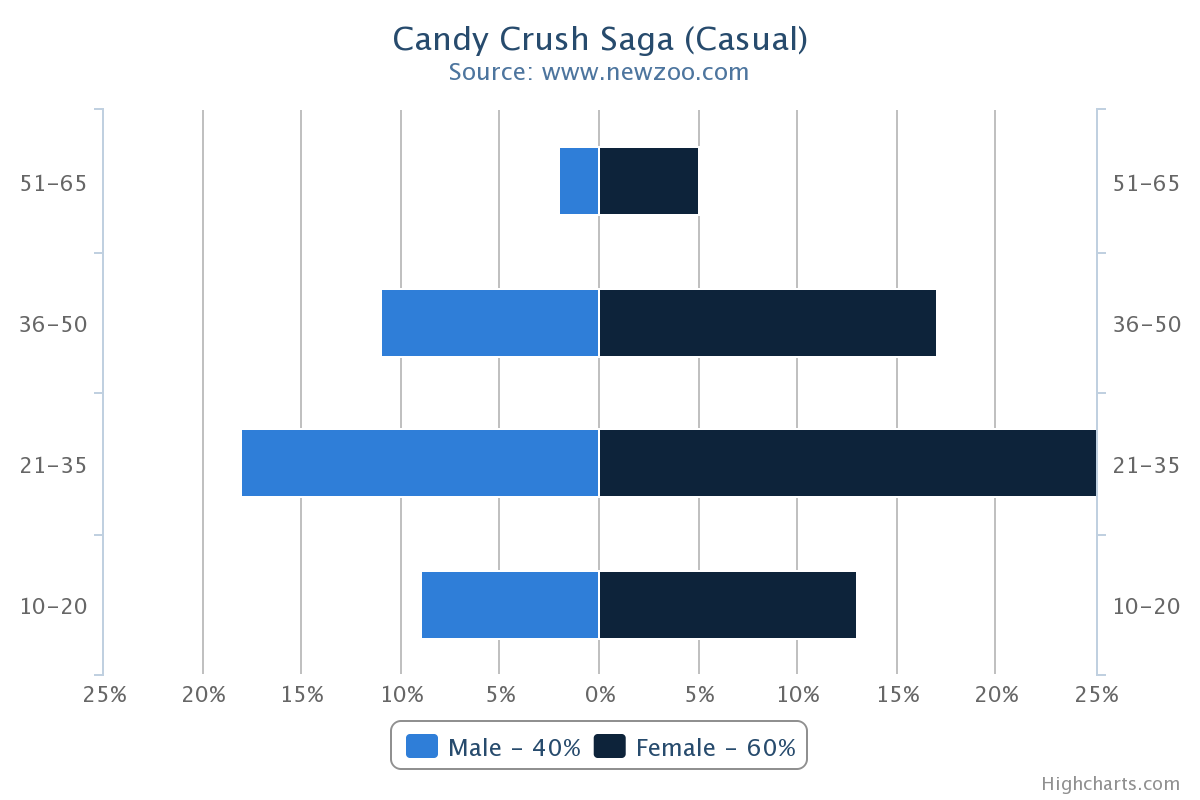 Candy Crush Saga (Casual)
Source: www.newzoo.com
51–65 51–65
36–50 36–50
21–35 21–35
10–20 10–20
25% 20% 15% 10% 5% 0% 5% 10% 15% 20% 25%
Male – 40% Female – 60%
Highcharts.com